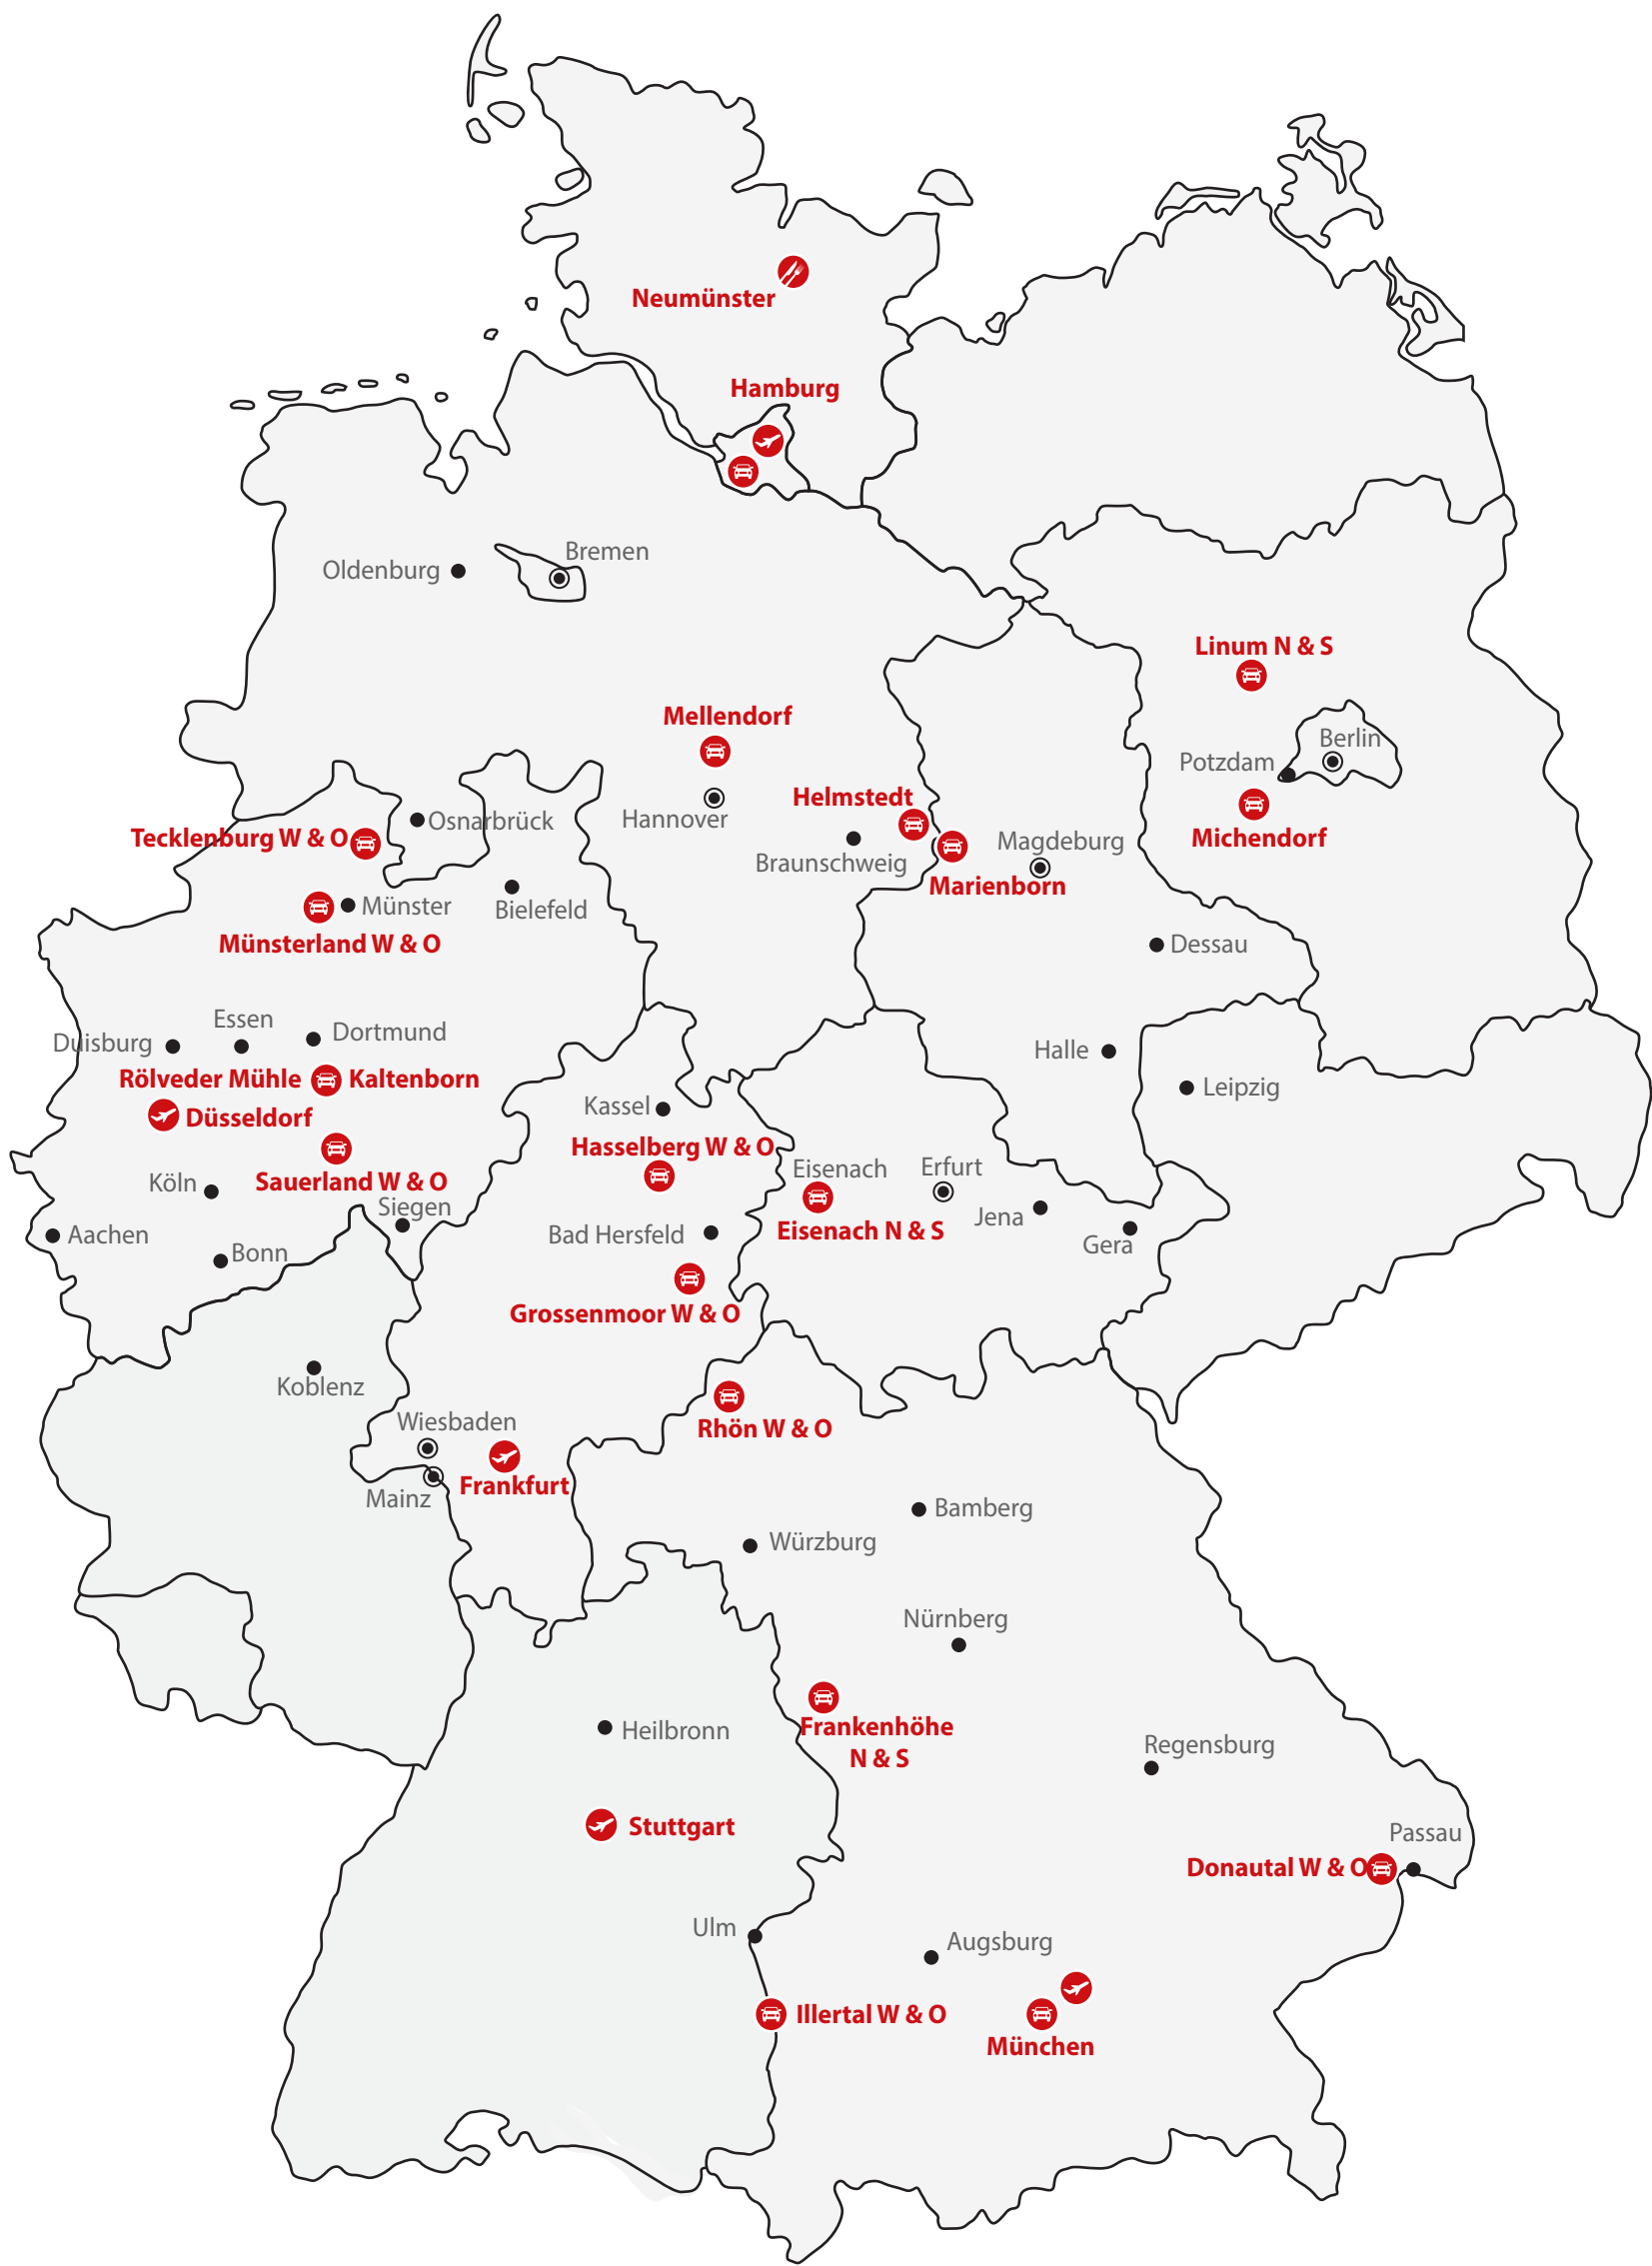 Neumünster
Hamburg
Bremen
Oldenburg
Linum N & S
Mellendorf
Berlin
Potzdam
Helmstedt
Hannover
Osnarbrück
Tecklenburg W & O
Michendorf
Magdeburg
Braunschweig
Marienborn
Münster
Bielefeld
Münsterland W & O
Dessau
Essen
Dortmund
Duisburg
Halle
Rölveder Mühle
Kaltenborn
Leipzig
Kassel
Düsseldorf
Hasselberg W & O
Eisenach
Erfurt
Köln
Sauerland W & O
Siegen
Jena
Eisenach N & S
Aachen
Bad Hersfeld
Gera
Bonn
Grossenmoor W & O
Koblenz
Wiesbaden
Rhön W & O
Frankfurt
Mainz
Bamberg
Würzburg
Nürnberg
Frankenhöhe
N & S
Heilbronn
Regensburg
Stuttgart
Passau
Donautal W & O
Ulm
Augsburg
Illertal W & O
München